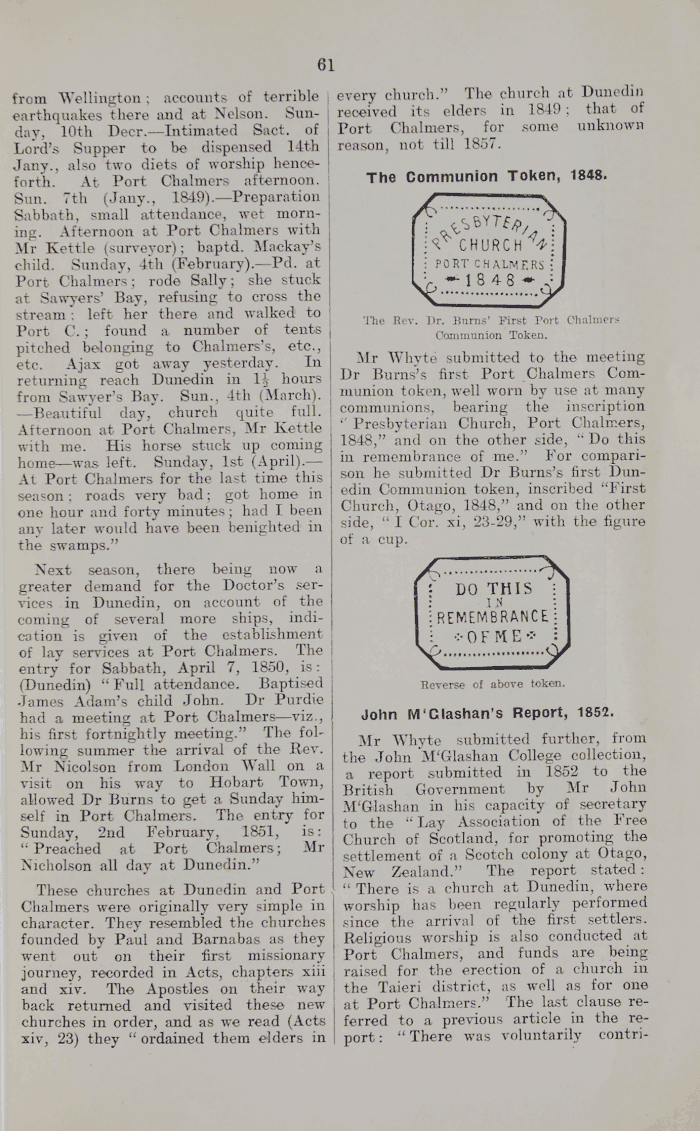 61
from Wellington; accounts of terrible
earthquakes there and at Nelson. Sun-
day, 10th Decr.—Intimated Sact. of
Lord's Supper to be dispensed 14th
Jany., also two diets of worship hence-
forth. At Port Chalmers afternoon.
Sun. 7th (Jany., 1849).—Preparation
Sabbath, small attendance, wet morn-
ing. Afternoon at Port Chalmers with
Mr Kettle (surveyor); baptd. Mackay's
child. Sunday, 4th (February).—Pd. at
Port Chalmers; rode Sally; she stuck
at Sawyers' Bay, refusing to cross the
stream; left her there and walked to
Port C.; found a number of tents
pitched belonging to Chalmers's, etc.,
etc. Ajax got away yesterday. In
returning reach Dunedin in 1½ hours
from Sawyer's Bay. Sun., 4th (March).
—Beautiful day, church quite full.
Afternoon at Port Chalmers, Mr Kettle
with me. His horse stuck up coming
home—was left. Sunday, 1st (April).—
At Port Chalmers for the last time this
season; roads very bad; got home in
one hour and forty minutes; had I been
any later would have been benighted in
the swamps."
Next season, there being now a
greater demand for the Doctor's ser-
vices in Dunedin, on account of the
coming of several more ships, indi-
cation is given of the establishment
of lay services at Port Chalmers. The
entry for Sabbath, April 7, 1850, is:
(Dunedin) "Full attendance. Baptised
James Adam's child John. Dr Purdie
had a meeting at Port Chalmers—viz.,
his first fortnightly meeting." The fol-
lowing summer the arrival of the Rev.
Mr Nicolson from London Wall on a
visit on his way to Hobart Town,
allowed Dr Burns to get a Sunday him-
self in Port Chalmers. The entry for
Sunday, 2nd February, 1851, is:
"Preached at Port Chalmers; Mr
Nicholson all day at Dunedin."
These churches at Dunedin and Port
Chalmers were originally very simple in
character. They resembled the churches
founded by Paul and Barnabas as they
went out on their first missionary
journey, recorded in Acts, chapters xiii
and xiv. The Apostles on their way
back returned and visited these new
churches in order, and as we read (Acts
xiv, 23) they "ordained them elders in
every church." The church at Dunedin
received its elders in 1849; that of
Port Chalmers, for some unknown
reason, not till 1857.
The Communion Token, 1848.
PRESBYTERIAN
CHURCH
PORT CHALMERS
1848
The Rev. Dr. Burns' First Port Chalmers
Communion Token.
Mr Whyte submitted to the meeting
Dr Burns's first Port Chalmers Com-
munion token, well worn by use at many
communions, bearing the inscription
"Presbyterian Church, Port Chalmers,
1848," and on the other side, "Do this
in remembrance of me." For compari-
son he submitted Dr Burns's first Dun-
edin Communion token, inscribed "First
Church, Otago, 1848," and on the other
side, "I Cor. xi, 23-29," with the figure
of a cup.
DO THIS
IN
REMEMBRANCE
OF ME
Reverse of above token.
John M'Glashan's Report, 1852.
Mr Whyte submitted further, from
the John M'Glashan College collection,
a report submitted in 1852 to the
British Government by Mr John
M'Glashan in his capacity of secretary
to the "Lay Association of the Free
Church of Scotland, for promoting the
settlement of a Scotch colony at Otago,
New Zealand." The report stated:
"There is a church at Dunedin, where
worship has been regularly performed
since the arrival of the first settlers.
Religious worship is also conducted at
Port Chalmers, and funds are being
raised for the erection of a church in
the Taieri district, as well as for one
at Port Chalmers." The last clause re-
ferred to a previous article in the re-
port: "There was voluntarily contri-